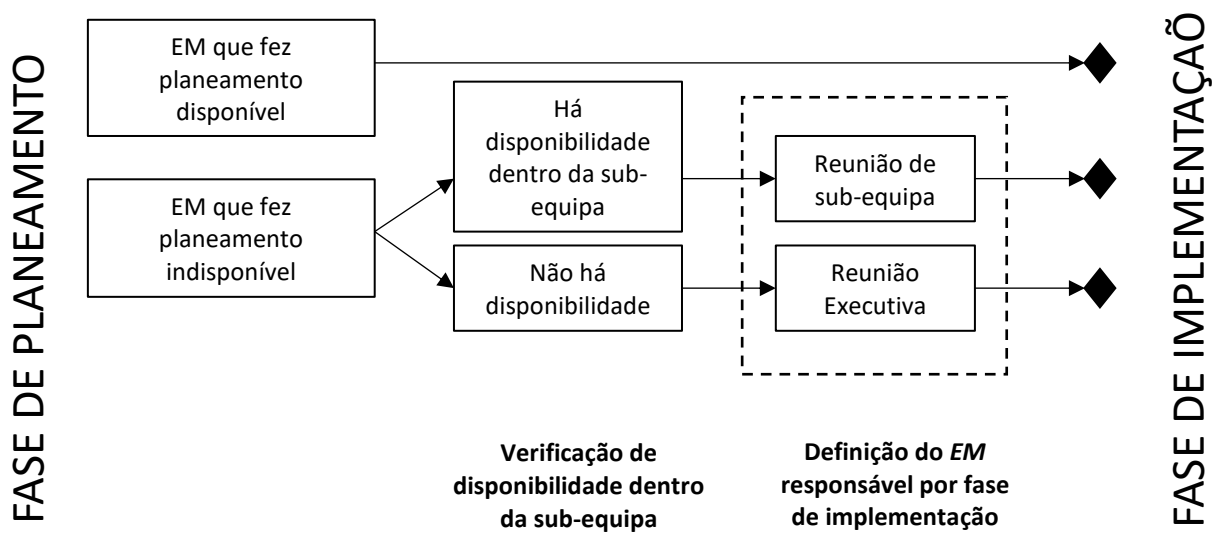 FASE DE PLANEAMENTO
EM que fez
planeamento
disponível
EM que fez
planeamento
indisponível
Há
disponibilidade
dentro da sub-
equipa
Não há
disponibilidade
Reunião de
sub-equipa
Reunião
Executiva
Verificação de
disponibilidade dentro
da sub-equipa
Definição do EM
responsável por fase
de implementação
FASE DE IMPLEMENTAÇAÕ